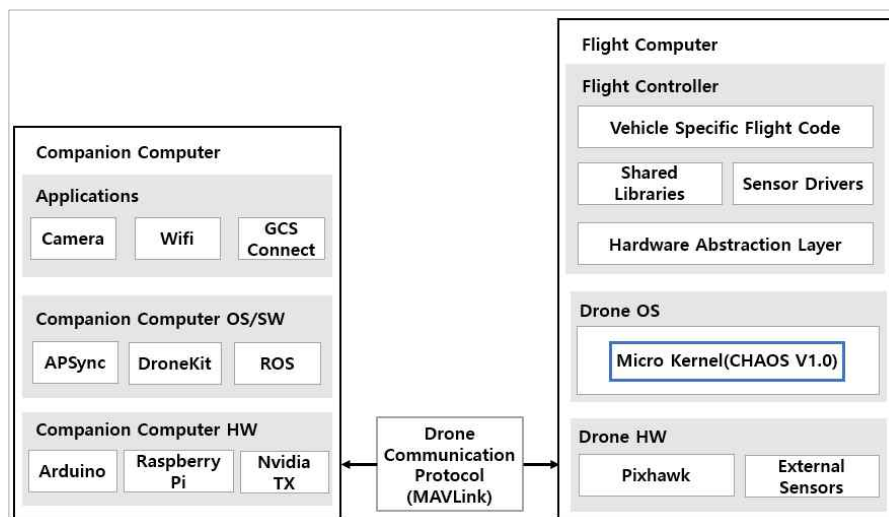 Companion Computer
Applications
Camera
Wifi
GCS
Connect
Companion Computer OS/SW
APSync
DroneKit
ROS
Companion Computer HW
Arduino
Raspberry
Pi
Nvidia
TX
Drone
Communication
Protocol
(MAVLink)
Flight Computer
Flight Controller
Vehicle Specific Flight Code
Shared
Libraries
Sensor Drivers
Hardware Abstraction Layer
Drone OS
Micro Kernel(CHAOS V1.0)
Drone HW
Pixhawk
External
Sensors